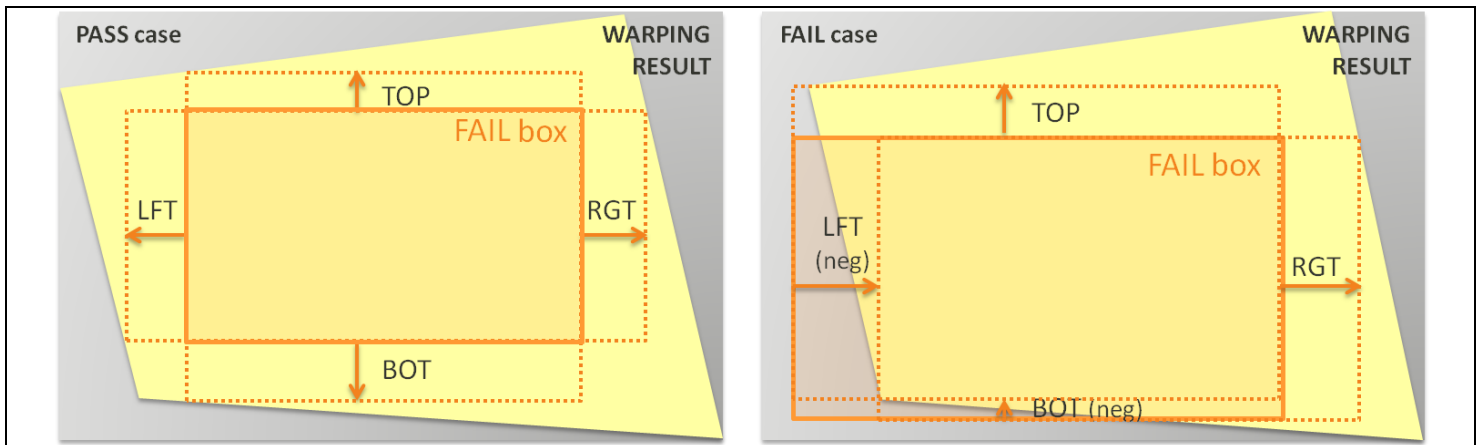 PASS case
WARPING
RESULT
TOP
FAIL box
LFT
RGT
BOT
FAIL case
WARPING
RESULT
TOP
FAIL box
LFT
(neg)
RGT
BOT (neg)